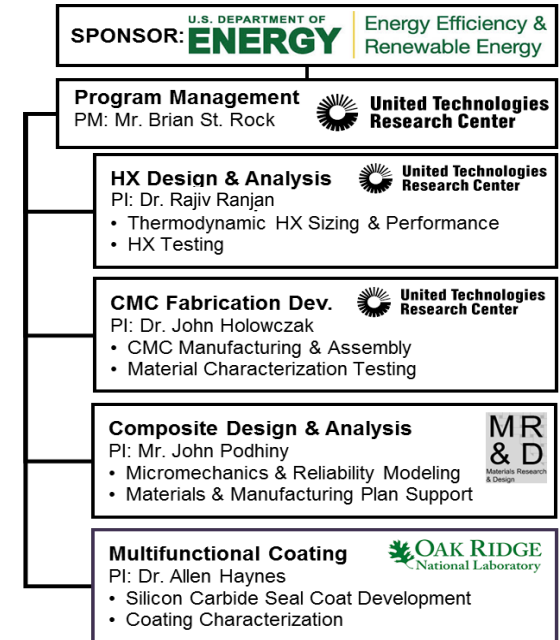 SPONSOR:
U.S. DEPARTMENT OF
ENERGY
Energy Efficiency &
Renewable Energy
Program Management
PM: Mr. Brian St. Rock
United Technologies
Research Center
HX Design & Analysis
PI: Dr. Rajiv Ranjan
• Thermodynamic HX Sizing & Performance
• HX Testing
United Technologies
Research Center
CMC Fabrication Dev.
PI: Dr. John Holowczak
• CMC Manufacturing & Assembly
• Material Characterization Testing
United Technologies
Research Center
Composite Design & Analysis
PI: Mr. John Podhiny
• Micromechanics & Reliability Modeling
• Materials & Manufacturing Plan Support
MR
&D
Materials Research
& Design
Multifunctional Coating
PI: Dr. Allen Haynes
• Silicon Carbide Seal Coat Development
• Coating Characterization
OAK RIDGE
National Laboratory